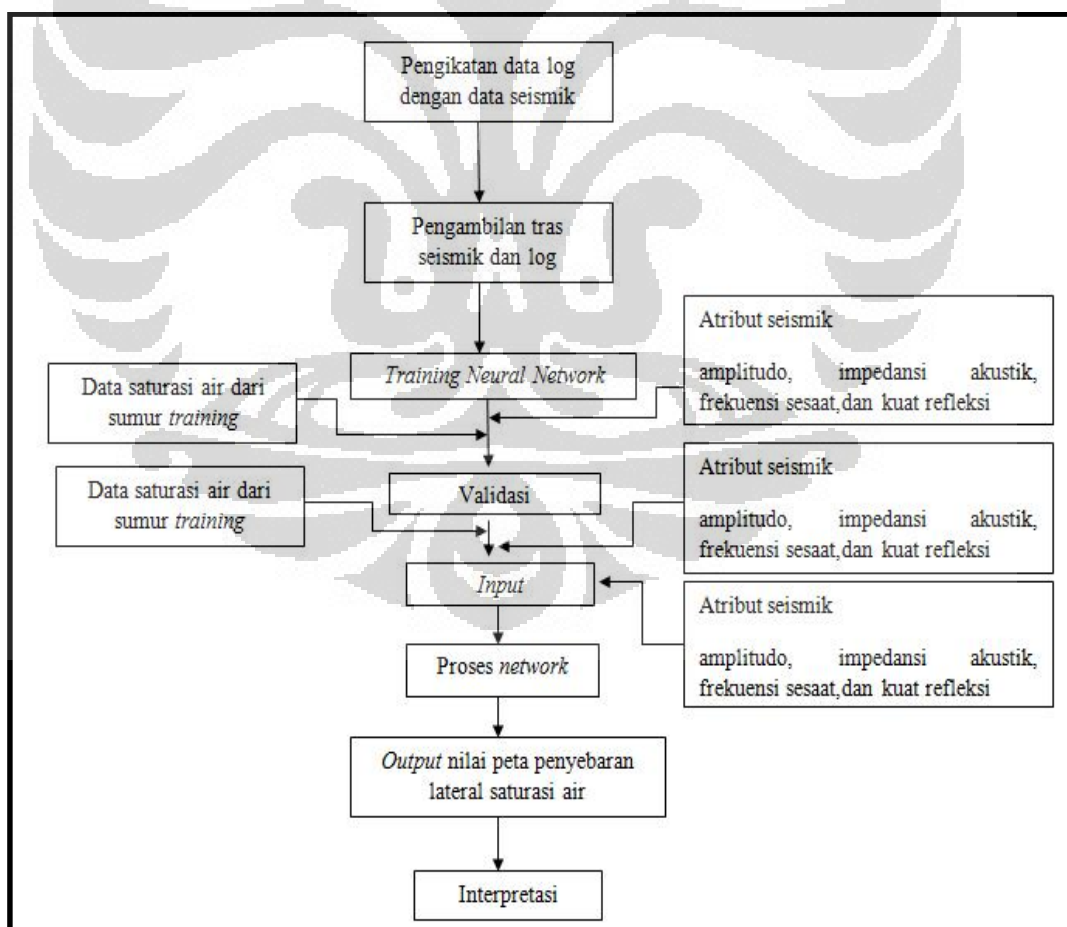 Pengikatan data log
dengan data seismik
Pengambilan tras
seismik dan log
Training Neural Network
Data saturasi air dari
sumur training
Atribut seismik
amplitudo, impedansi akustik,
frekuensi sesaat,dan kuat refleksi
Validasi
Data saturasi air dari
sumur training
Atribut seismik
amplitudo, impedansi akustik,
frekuensi sesaat,dan kuat refleksi
Input
Atribut seismik
amplitudo, impedansi akustik,
frekuensi sesaat,dan kuat refleksi
Proses network
Output nilai peta penyebaran
lateral saturasi air
Interpretasi